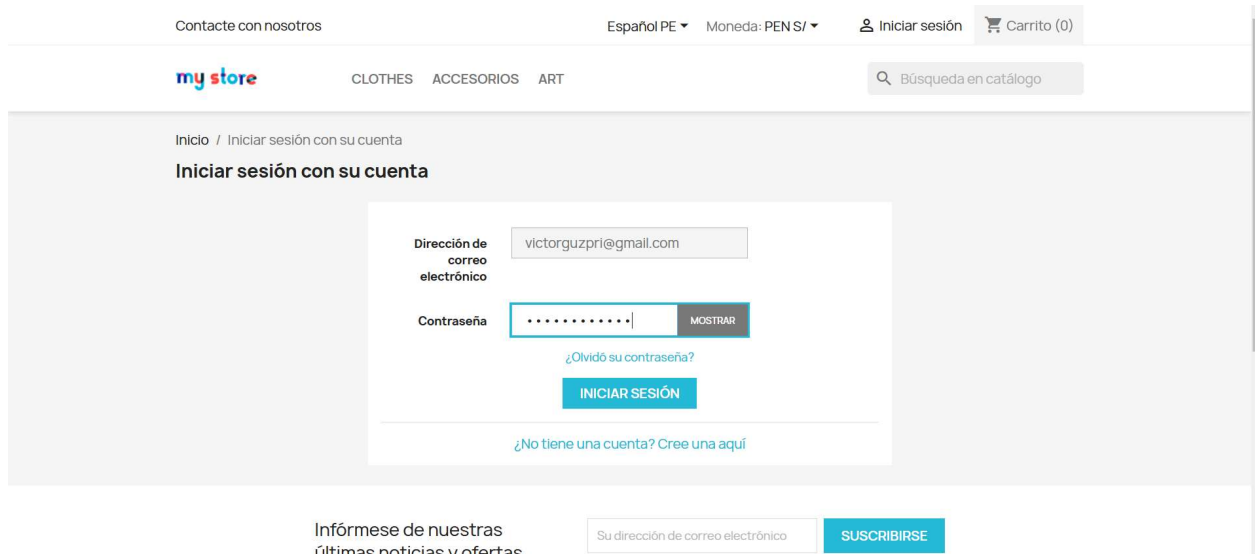 Contacte con nosotros
Español PE
Moneda: PEN S/
Iniciar sesión
Carrito (0)
my store
CLOTHES ACCESORIOS ART
Búsqueda en catálogo
Inicio / Iniciar sesión con su cuenta
Iniciar sesión con su cuenta
Dirección de
correo
electrónico
victorguzpri@gmail.com
Contraseña
••••••••••••
MOSTRAR
¿Olvidó su contraseña?
INICIAR SESIÓN
¿No tiene una cuenta? Cree una aquí
Infórmese de nuestras
últimas noticias y ofertas
Su dirección de correo electrónico
SUSCRIBIRSE